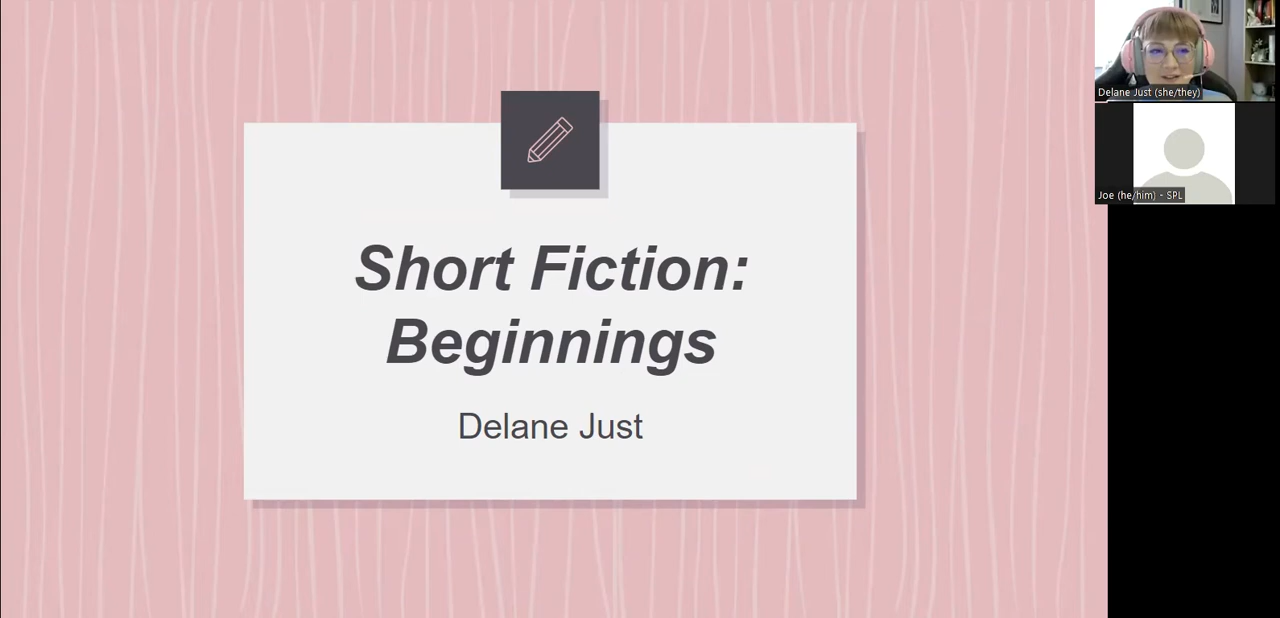 Short Fiction:
Beginnings
Delane Just
Delane Just (she/they)
Joe (he/him) - SPL